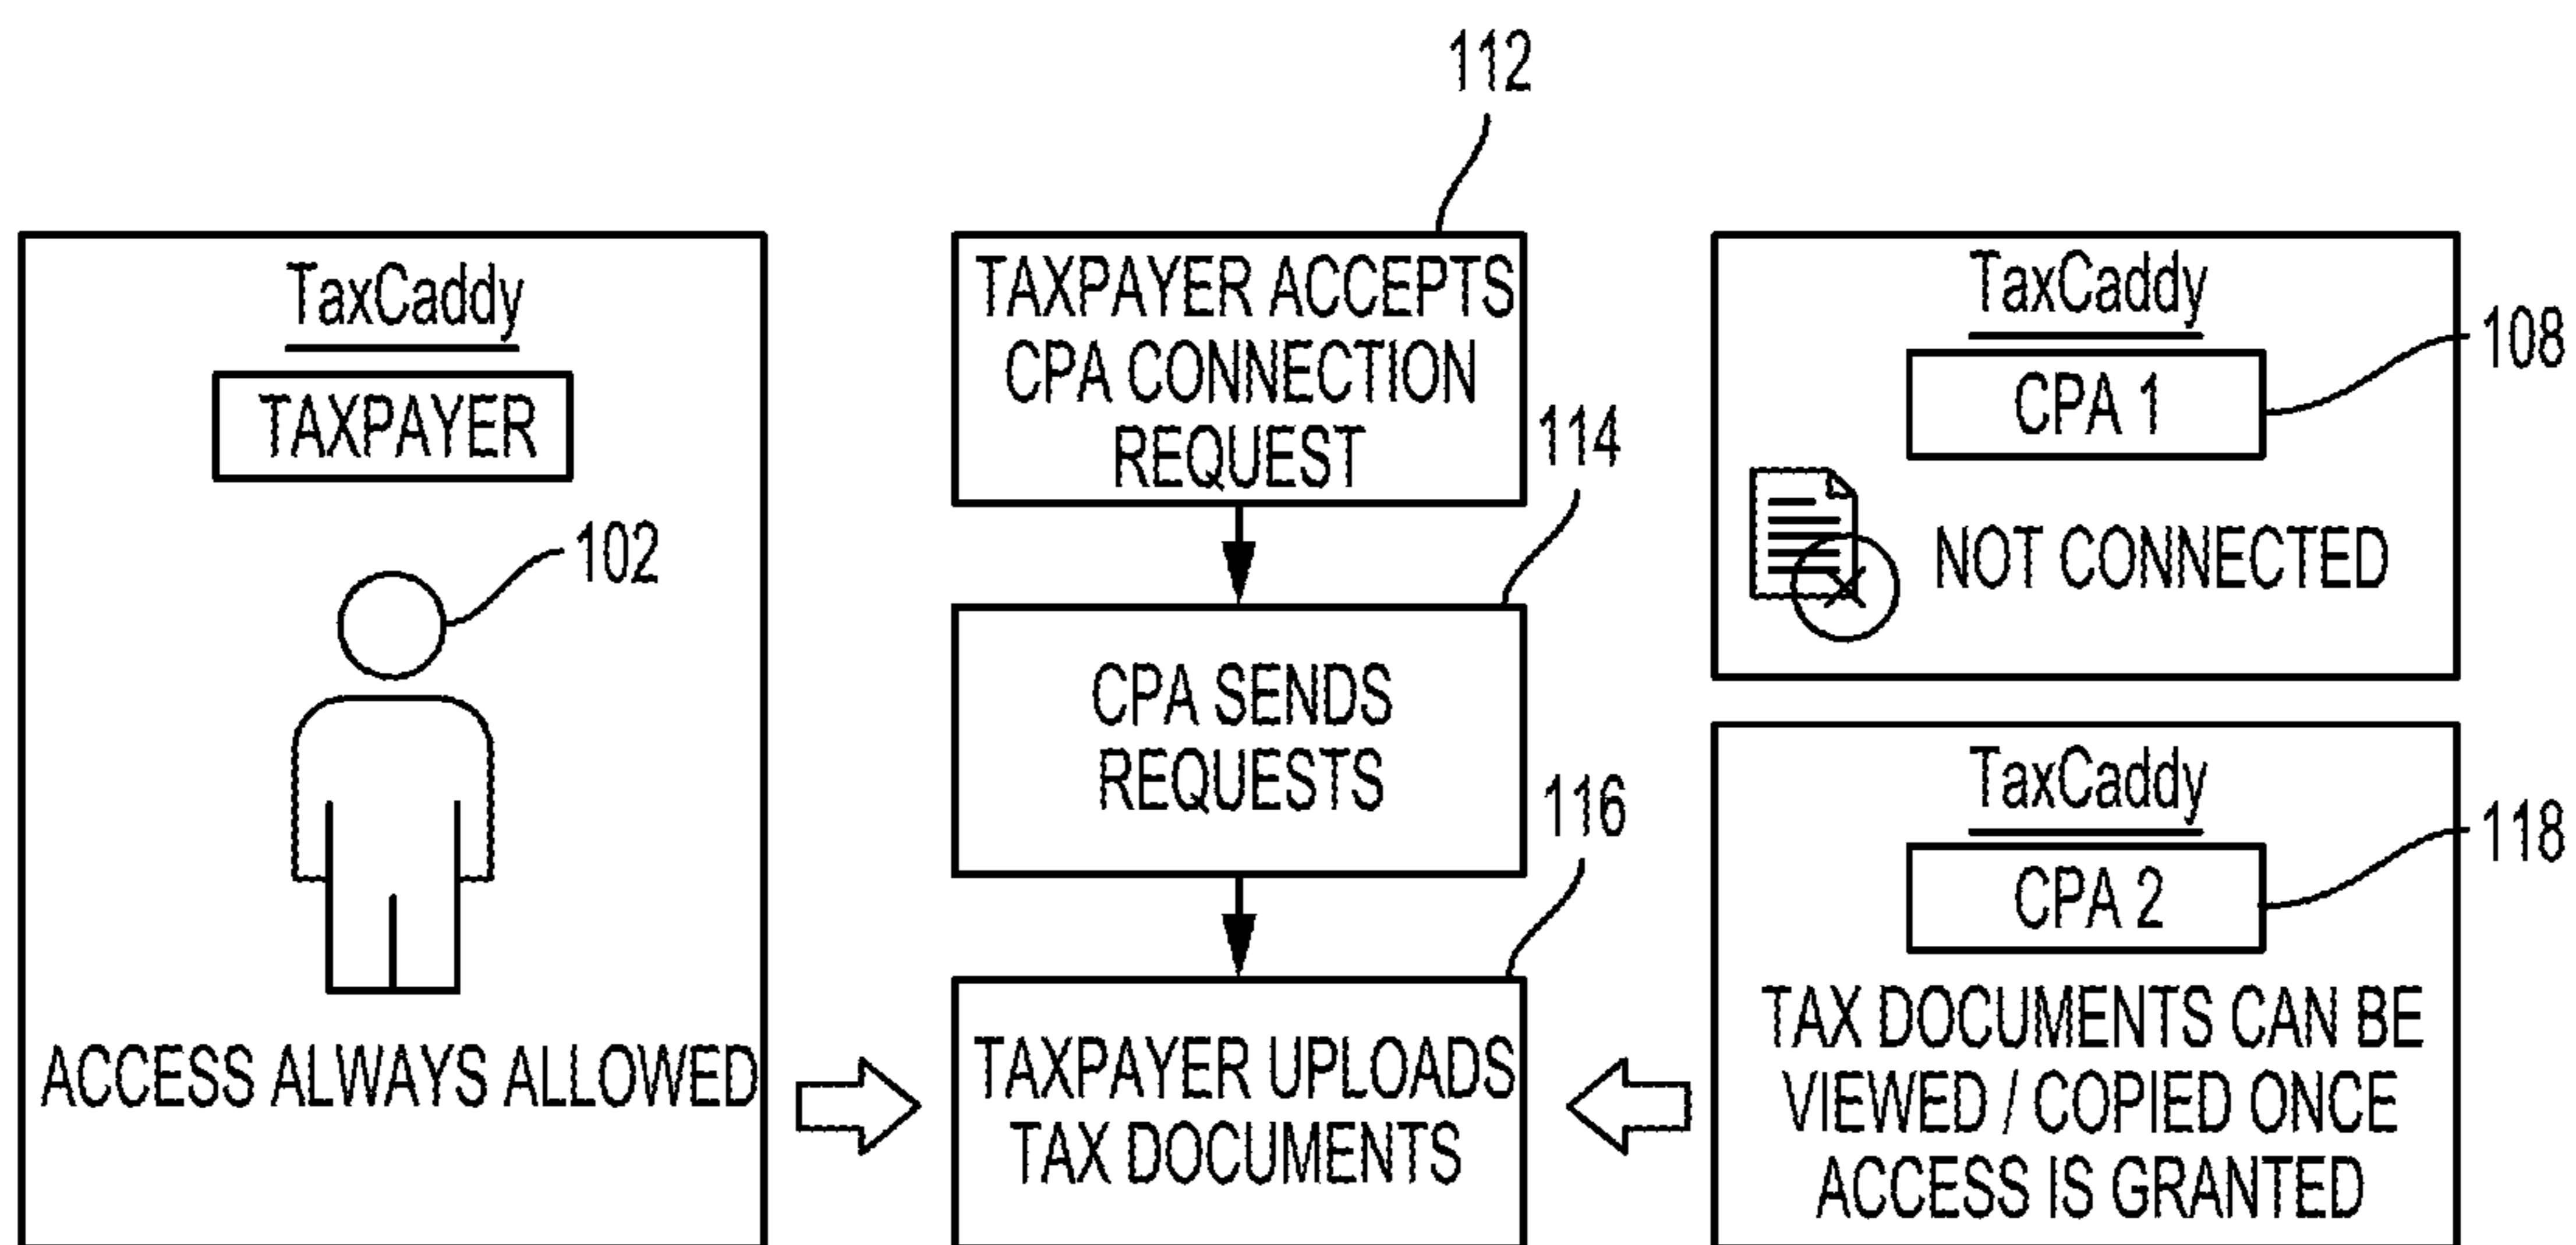 112
TaxCaddy
TAXPAYER
102
ACCESS ALWAYS ALLOWED
TAXPAYER ACCEPTS
CPA CONNECTION
REQUEST
114
CPA SENDS
REQUESTS
116
TAXPAYER UPLOADS
TAX DOCUMENTS
TaxCaddy
CPA 1
108
NOT CONNECTED
TaxCaddy
CPA 2
118
TAX DOCUMENTS CAN BE
VIEWED / COPIED ONCE
ACCESS IS GRANTED